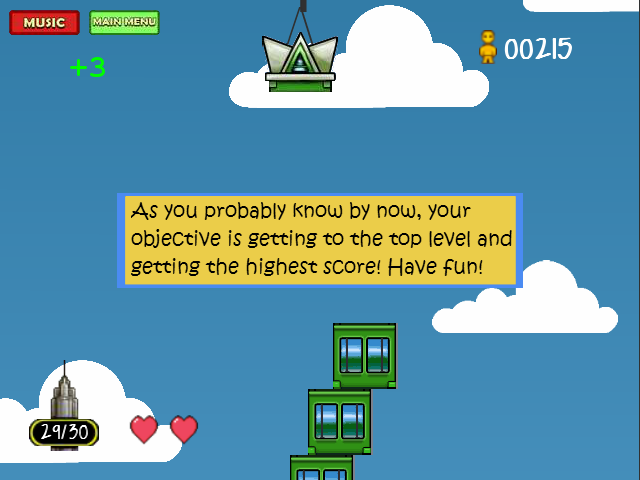 MUSIC
MAIN MENU
+3
00215
As you probably know by now, your
objective is getting to the top level and
getting the highest score! Have fun!
29/30